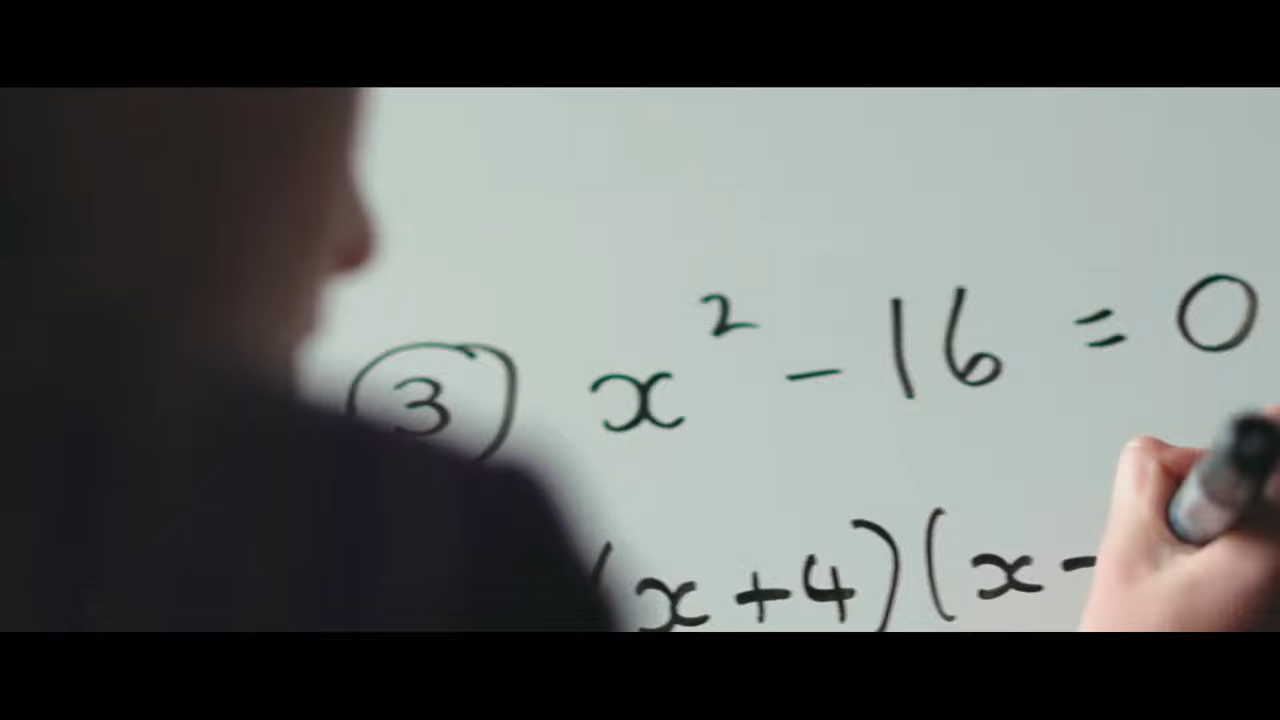 ③ x² - 16 = 0
(x+4)(x-